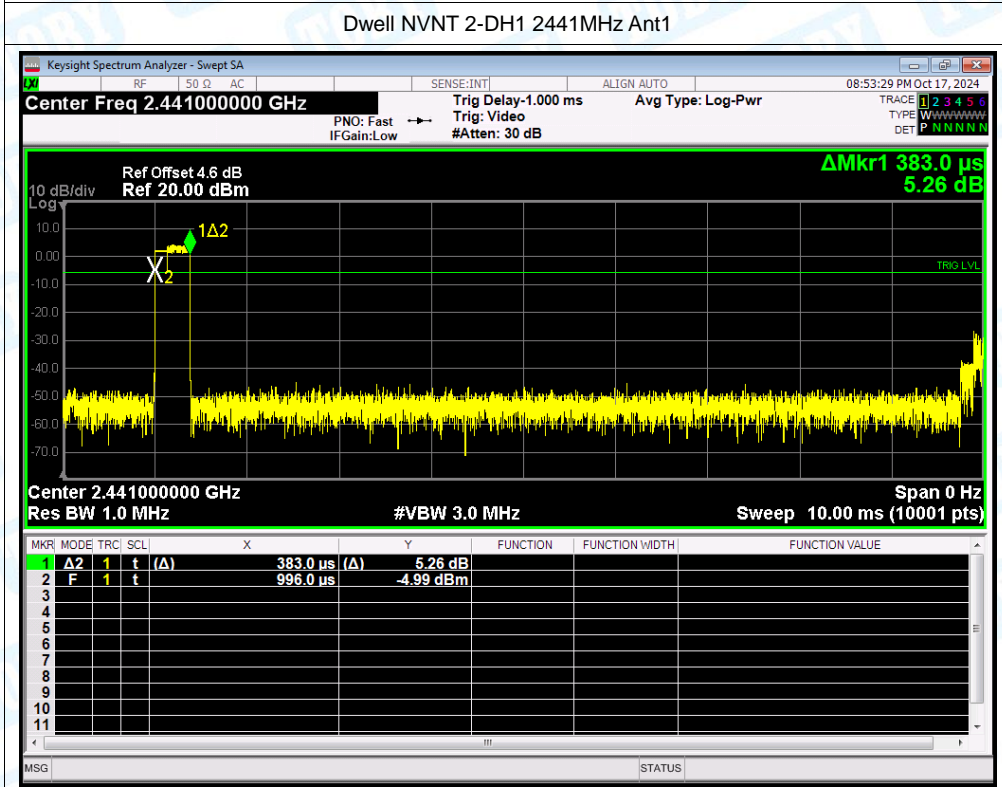 Dwell NVNT 2-DH1 2441MHz Ant1
Keysight Spectrum Analyzer - Swept SA
LXI RF 50 Ω AC SENSE:INT ALIGN AUTO 08:53:29 PM Oct 17, 2024
Center Freq 2.441000000 GHz
PNO: Fast
IFGain:Low
Trig Delay-1.000 ms
Trig: Video
#Atten: 30 dB
Avg Type: Log-Pwr
TRACE 1 2 3 4 5 6
TYPE WWWWWW
DET P N N N N N
ΔMkr1 383.0 µs
5.26 dB
Ref Offset 4.6 dB
10 dB/div Ref 20.00 dBm
Log
10.0
0.00
-10.0
-20.0
-30.0
-40.0
-50.0
-60.0
-70.0
1Δ2
2
TRIG LVL
Center 2.441000000 GHz Span 0 Hz
Res BW 1.0 MHz #VBW 3.0 MHz Sweep 10.00 ms (10001 pts)
MKR MODE TRC SCL X Y FUNCTION FUNCTION WIDTH FUNCTION VALUE
1 Δ2 1 t (Δ) 383.0 µs (Δ) 5.26 dB
2 F 1 t 996.0 µs -4.99 dBm
3
4
5
6
7
8
9
10
11
MSG STATUS